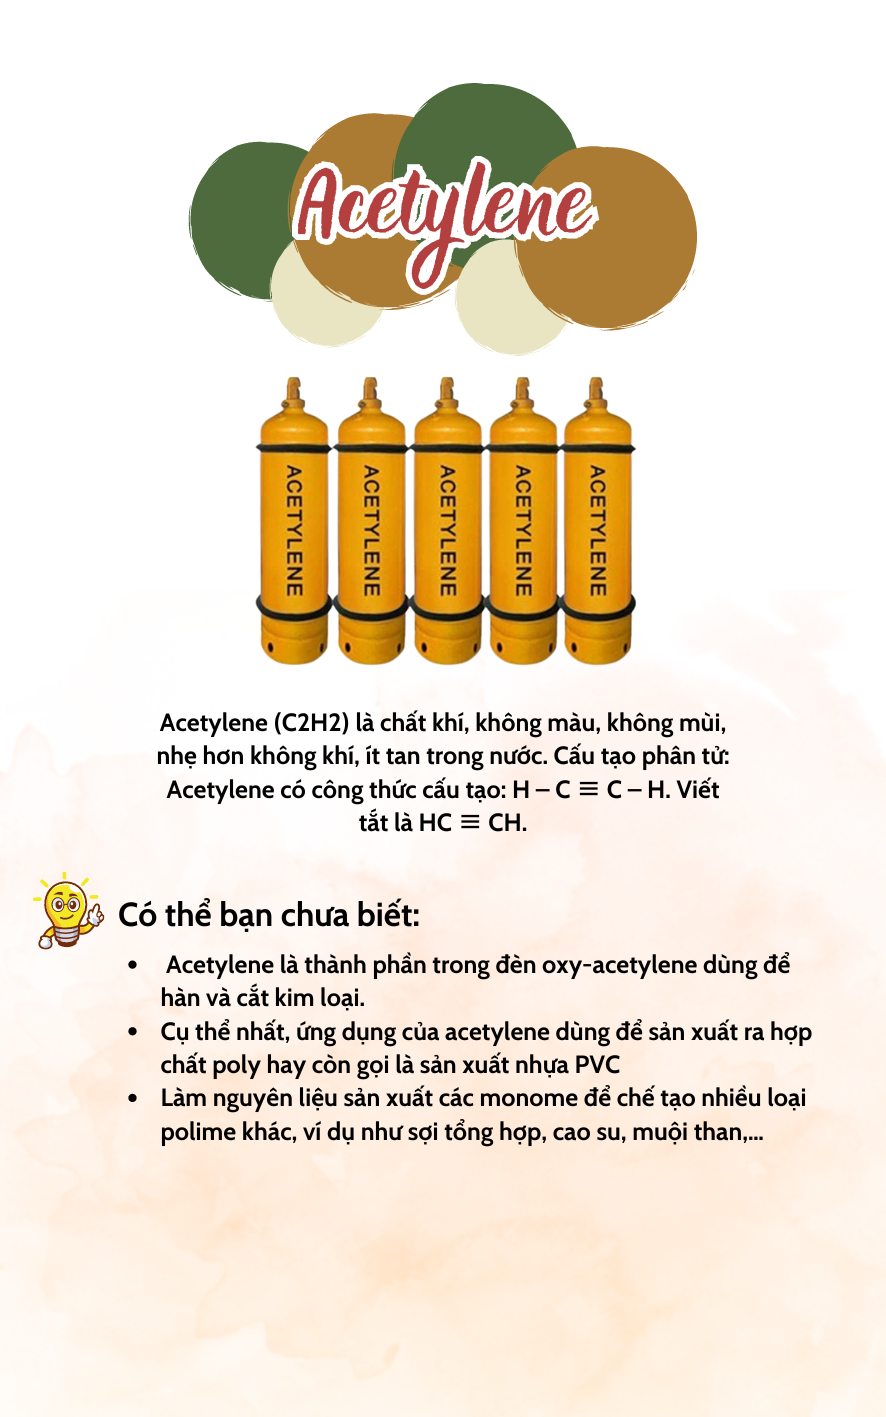 Acetylene
ACETYLENE
ACETYLENE
ACETYLENE
ACETYLENE
ACETYLENE
Acetylene (C2H2) là chất khí, không màu, không mùi,
nhẹ hơn không khí, ít tan trong nước. Cấu tạo phân tử:
Acetylene có công thức cấu tạo: H – C ≡ C – H. Viết
tắt là HC ≡ CH.
Có thể bạn chưa biết:
• Acetylene là thành phần trong đèn oxy-acetylene dùng để
hàn và cắt kim loại.
• Cụ thể nhất, ứng dụng của acetylene dùng để sản xuất ra hợp
chất poly hay còn gọi là sản xuất nhựa PVC
• Làm nguyên liệu sản xuất các monome để chế tạo nhiều loại
polime khác, ví dụ như sợi tổng hợp, cao su, muội than,...